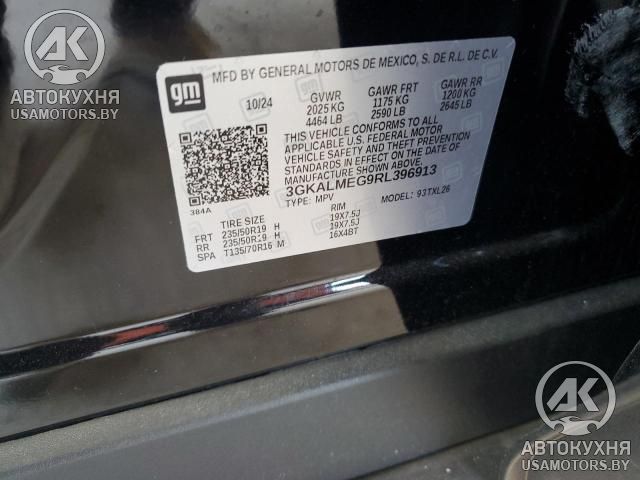 АК
АВТОКУХНЯ
USAMOTORS.BY
gm
MFD BY GENERAL MOTORS DE MEXICO, S. DE R.L. DE C.V.
10/24 GVWR GAWR FRT GAWR RR
2025 KG 1175 KG 1200 KG
4464 LB 2590 LB 2645 LB
THIS VEHICLE CONFORMS TO ALL
APPLICABLE U.S. FEDERAL MOTOR
VEHICLE SAFETY AND THEFT PREVENTION
STANDARDS IN EFFECT ON THE DATE OF
MANUFACTURE SHOWN ABOVE.
3GKALMEG9RL396913
TYPE: MPV MODEL: 93TXL26
384A
TIRE SIZE RIM
FRT 235/50R19 H 19X7.5J
RR 235/50R19 H 19X7.5J
SPA T135/70R16 M 16X4BT
АК
АВТОКУХНЯ
USAMOTORS.BY